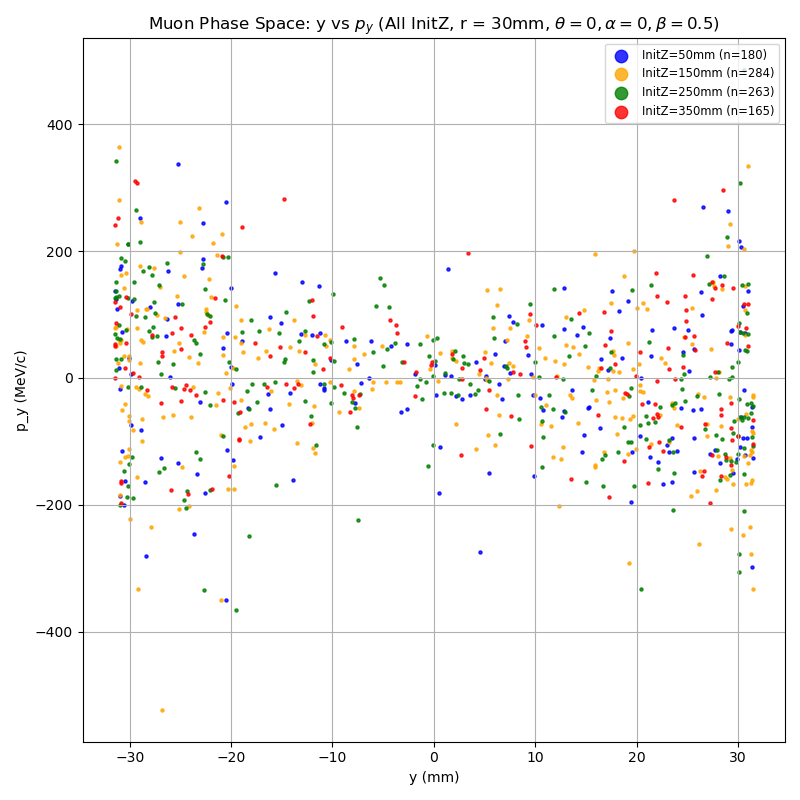 Muon Phase Space: y vs p_y (All InitZ, r = 30mm, θ = 0, α = 0, β = 0.5)
InitZ=50mm (n=180)
InitZ=150mm (n=284)
InitZ=250mm (n=263)
InitZ=350mm (n=165)
400
200
0
−200
−400
p_y (MeV/c)
−30 −20 −10 0 10 20 30
y (mm)